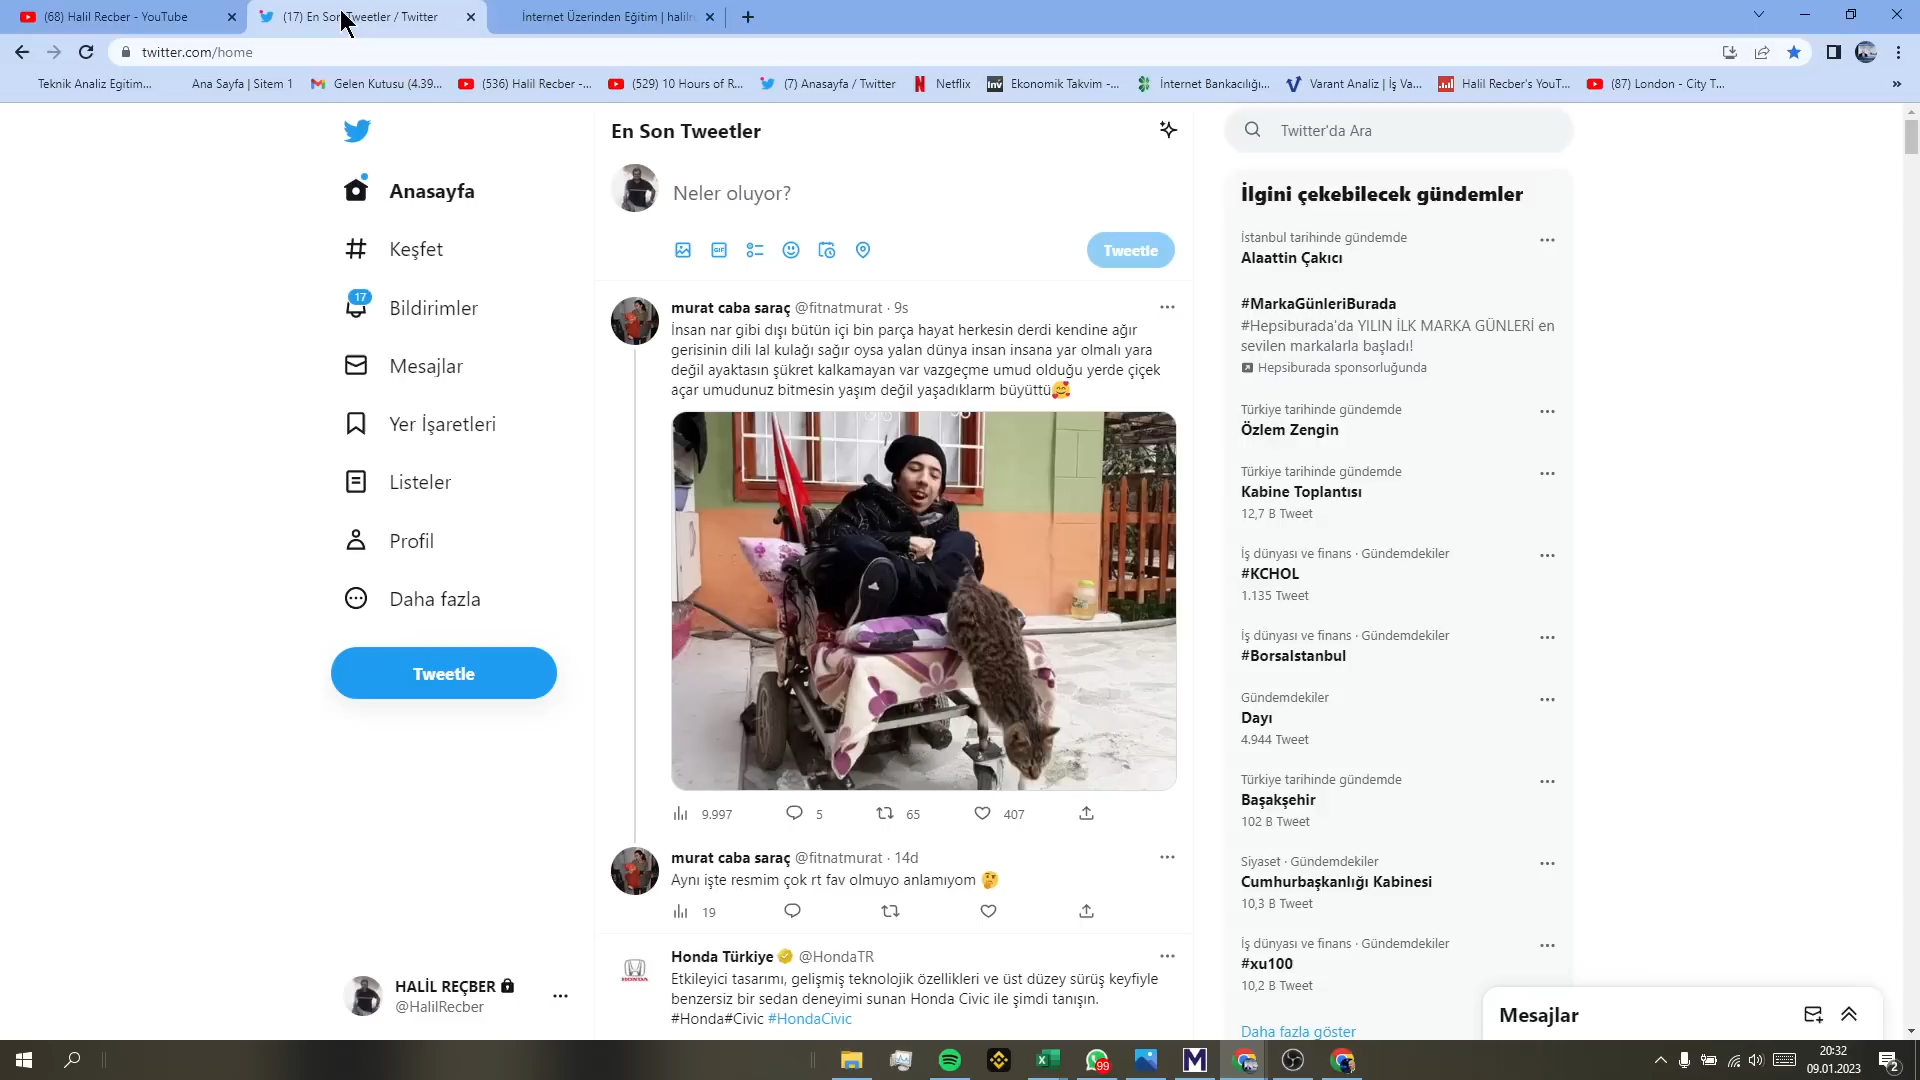 (68) Halil Recber - YouTube
(17) En Son Tweetler / Twitter
İnternet Üzerinden Eğitim | halilre
twitter.com/home
Teknik Analiz Egitim...
Ana Sayfa | Sitem 1
Gelen Kutusu (4.39...
(536) Halil Recber -...
(529) 10 Hours of R...
(7) Anasayfa / Twitter
Netflix
Ekonomik Takvim -...
İnternet Bankacılığı...
Varant Analiz | İş Va...
Halil Recber's YouT...
(87) London - City T...
Anasayfa
Keşfet
17
Bildirimler
Mesajlar
Yer İşaretleri
Listeler
Profil
Daha fazla
Tweetle
HALİL REÇBER
@HalilRecber
En Son Tweetler
Neler oluyor?
GIF
Tweetle
murat caba saraç @fitnatmurat · 9s
İnsan nar gibi dışı bütün içi bin parça hayat herkesin derdi kendine ağır
gerisinin dili lal kulağı sağır oysa yalan dünya insan insana yar olmalı yara
değil ayaktasın şükret kalkamayan var vazgeçme umud olduğu yerde çiçek
açar umudunuz bitmesin yaşım değil yaşadıklarm büyüttü🥰
9.997
5
65
407
murat caba saraç @fitnatmurat · 14d
Aynı işte resmim çok rt fav olmuyo anlamıyom 🤔
19
HONDA
Honda Türkiye @HondaTR
Etkileyici tasarımı, gelişmiş teknolojik özellikleri ve üst düzey sürüş keyfiyle
benzersiz bir sedan deneyimi sunan Honda Civic ile şimdi tanışın.
#Honda#Civic #HondaCivic
Twitter'da Ara
İlgini çekebilecek gündemler
İstanbul tarihinde gündemde
Alaattin Çakıcı
#MarkaGünleriBurada
#Hepsiburada'da YILIN İLK MARKA GÜNLERİ en
sevilen markalarla başladı!
Hepsiburada sponsorluğunda
Türkiye tarihinde gündemde
Özlem Zengin
Türkiye tarihinde gündemde
Kabine Toplantısı
12,7 B Tweet
İş dünyası ve finans · Gündemdekiler
#KCHOL
1.135 Tweet
İş dünyası ve finans · Gündemdekiler
#BorsaIstanbul
Gündemdekiler
Dayı
4.944 Tweet
Türkiye tarihinde gündemde
Başakşehir
102 B Tweet
Siyaset · Gündemdekiler
Cumhurbaşkanlığı Kabinesi
10,3 B Tweet
İş dünyası ve finans · Gündemdekiler
#xu100
10,2 B Tweet
Daha fazla göster
Mesajlar
99
20:32
09.01.2023
2